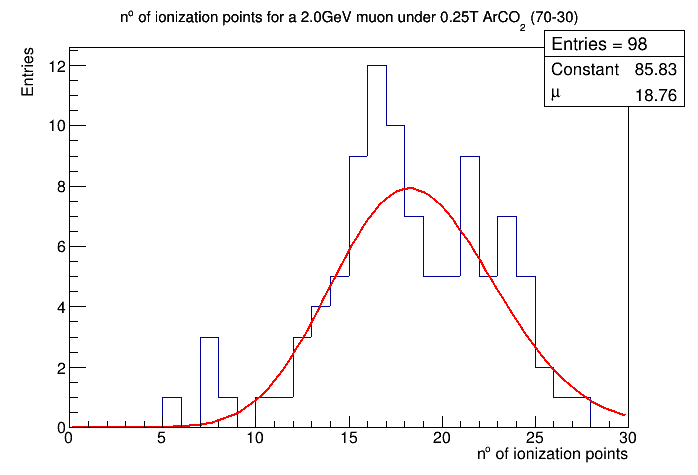 nº of ionization points for a 2.0GeV muon under 0.25T ArCO2 (70-30)
Entries = 98
Constant 85.83
μ 18.76
Entries
12
10
8
6
4
2
0
0 5 10 15 20 25 30
nº of ionization points